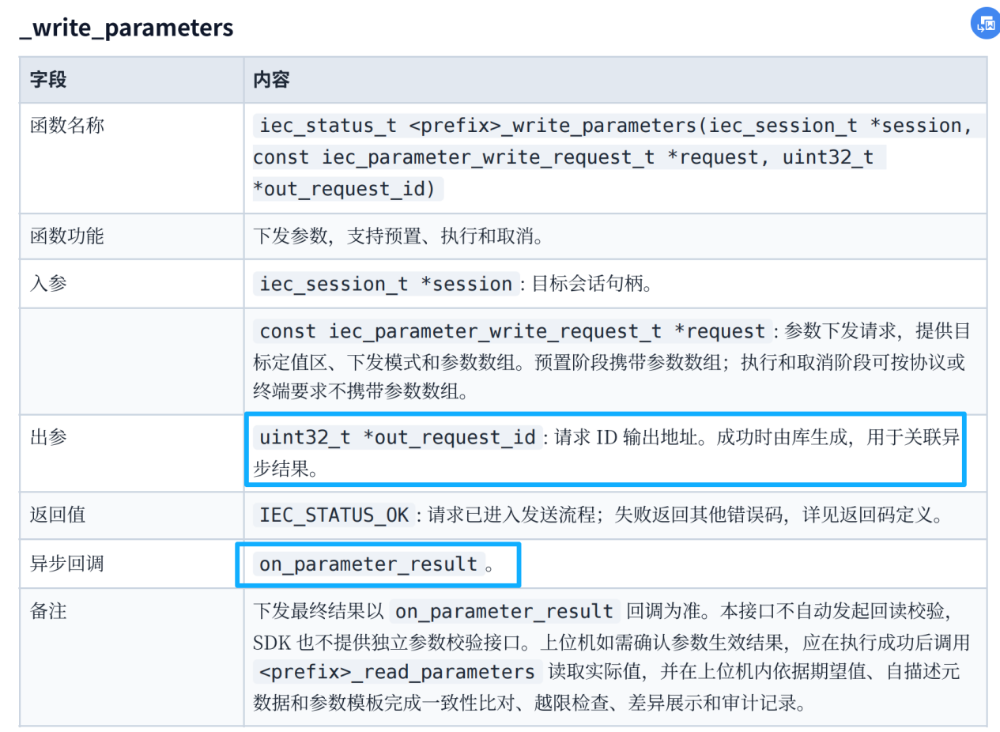 _write_parameters
字段 内容
函数名称 iec_status_t <prefix>_write_parameters(iec_session_t *session,
const iec_parameter_write_request_t *request, uint32_t
*out_request_id)
函数功能 下发参数，支持预置、执行和取消。
入参 iec_session_t *session：目标会话句柄。
const iec_parameter_write_request_t *request：参数下发请求，提供目
标定值区、下发模式和参数数组。预置阶段携带参数数组；执行和取消阶段可按协议或
终端要求不携带参数数组。
出参 uint32_t *out_request_id：请求 ID 输出地址。成功时由库生成，用于关联异
步结果。
返回值 IEC_STATUS_OK：请求已进入发送流程；失败返回其他错误码，详见返回码定义。
异步回调 on_parameter_result。
备注 下发最终结果以 on_parameter_result 回调为准。本接口不自动发起回读校验，
SDK 也不提供独立参数校验接口。上位机如需确认参数生效结果，应在执行成功后调用
<prefix>_read_parameters 读取实际值，并在上位机内依据期望值、自描述元
数据和参数模板完成一致性比对、越限检查、差异展示和审计记录。